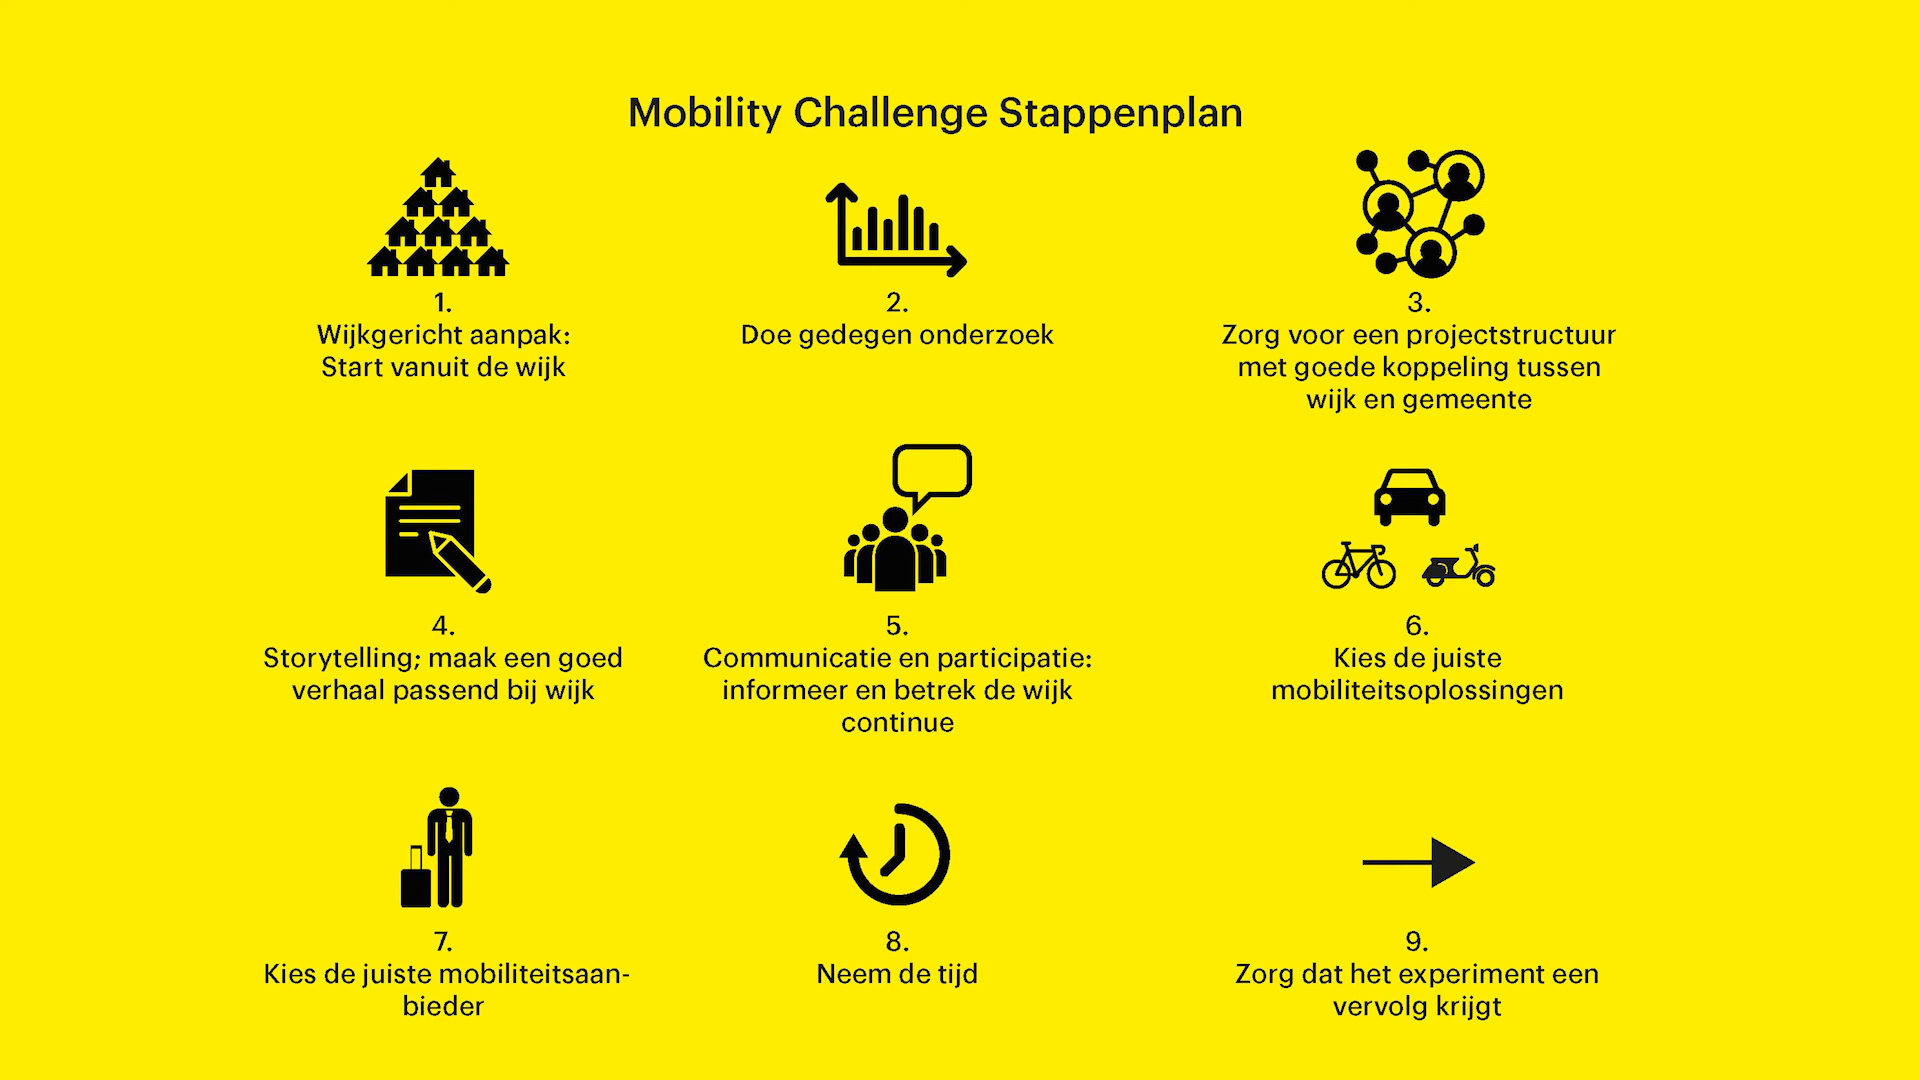 Mobility Challenge Stappenplan
1.
Wijkgericht aanpak:
Start vanuit de wijk
2.
Doe gedegen onderzoek
3.
Zorg voor een projectstructuur
met goede koppeling tussen
wijk en gemeente
4.
Storytelling; maak een goed
verhaal passend bij wijk
5.
Communicatie en participatie:
informeer en betrek de wijk
continue
6.
Kies de juiste
mobiliteitsoplossingen
7.
Kies de juiste mobiliteitsaan-
bieder
8.
Neem de tijd
9.
Zorg dat het experiment een
vervolg krijgt